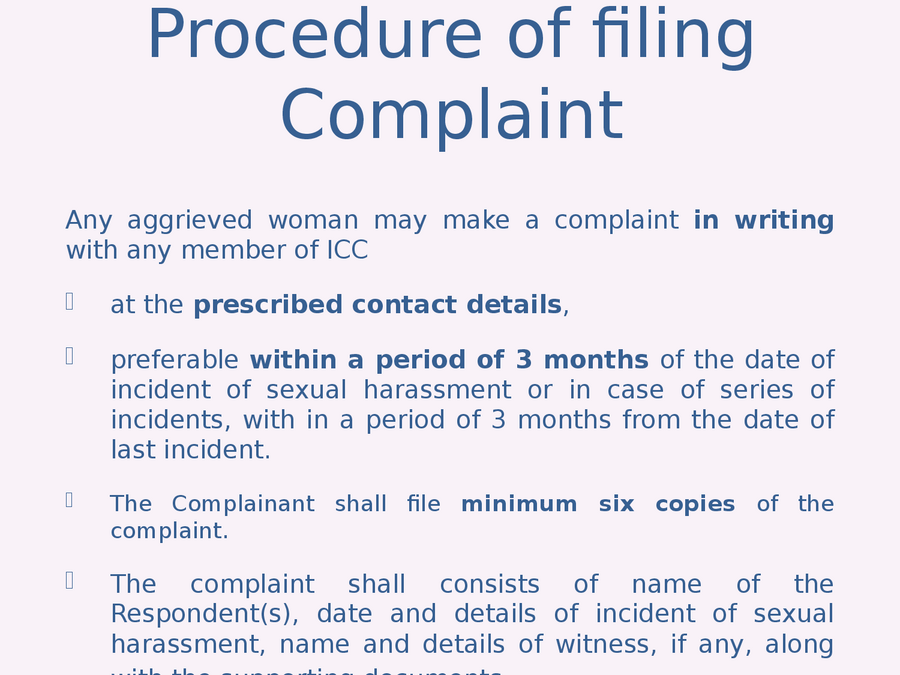 Procedure of filing
Complaint
Any aggrieved woman may make a complaint in writing
with any member of ICC
at the prescribed contact details,
preferable within a period of 3 months of the date of
incident of sexual harassment or in case of series of
incidents, with in a period of 3 months from the date of
last incident.
The Complainant shall file minimum six copies of the
complaint.
The complaint shall consists of name of the
Respondent(s), date and details of incident of sexual
harassment, name and details of witness, if any, along
with the supporting documents.